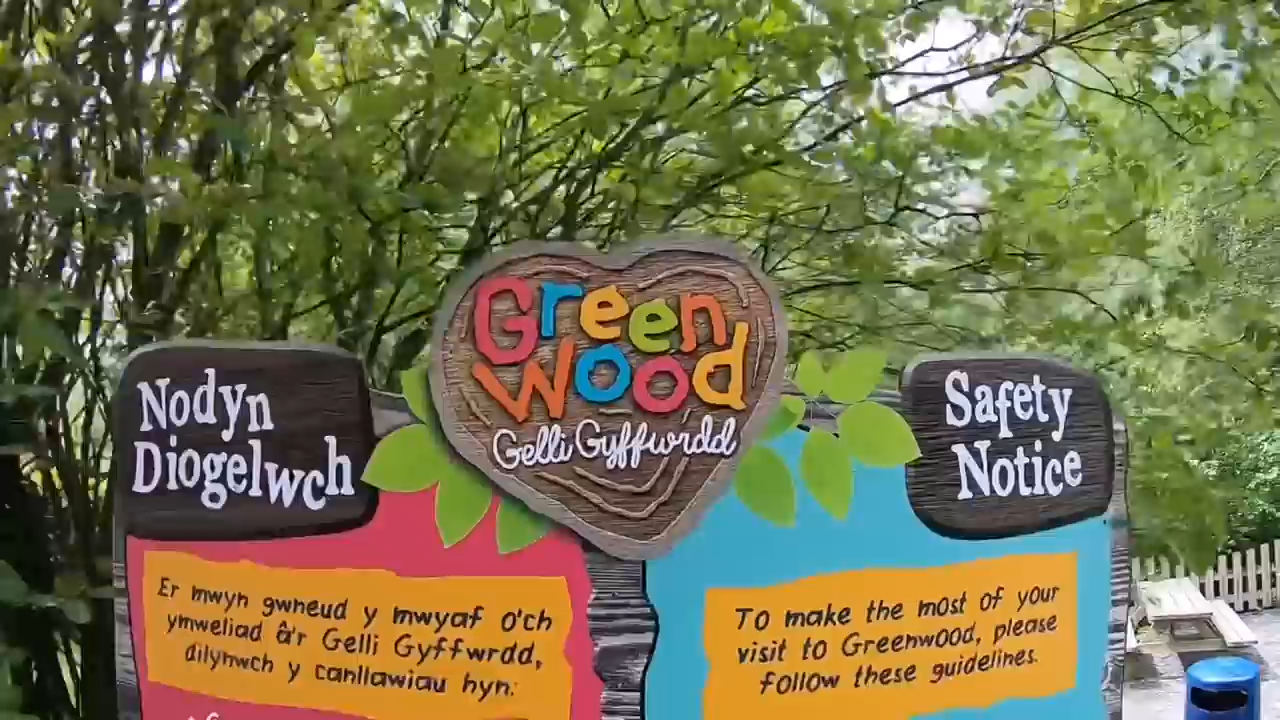 Green
Wood
Gelli Gyffwrdd
Nodyn
Diogelwch
Er mwyn gwneud y mwyaf o'ch
ymweliad â'r Gelli Gyffwrdd,
dilynwch y canllawiau hyn:
Safety
Notice
To make the most of your
visit to Greenwood, please
follow these guidelines.